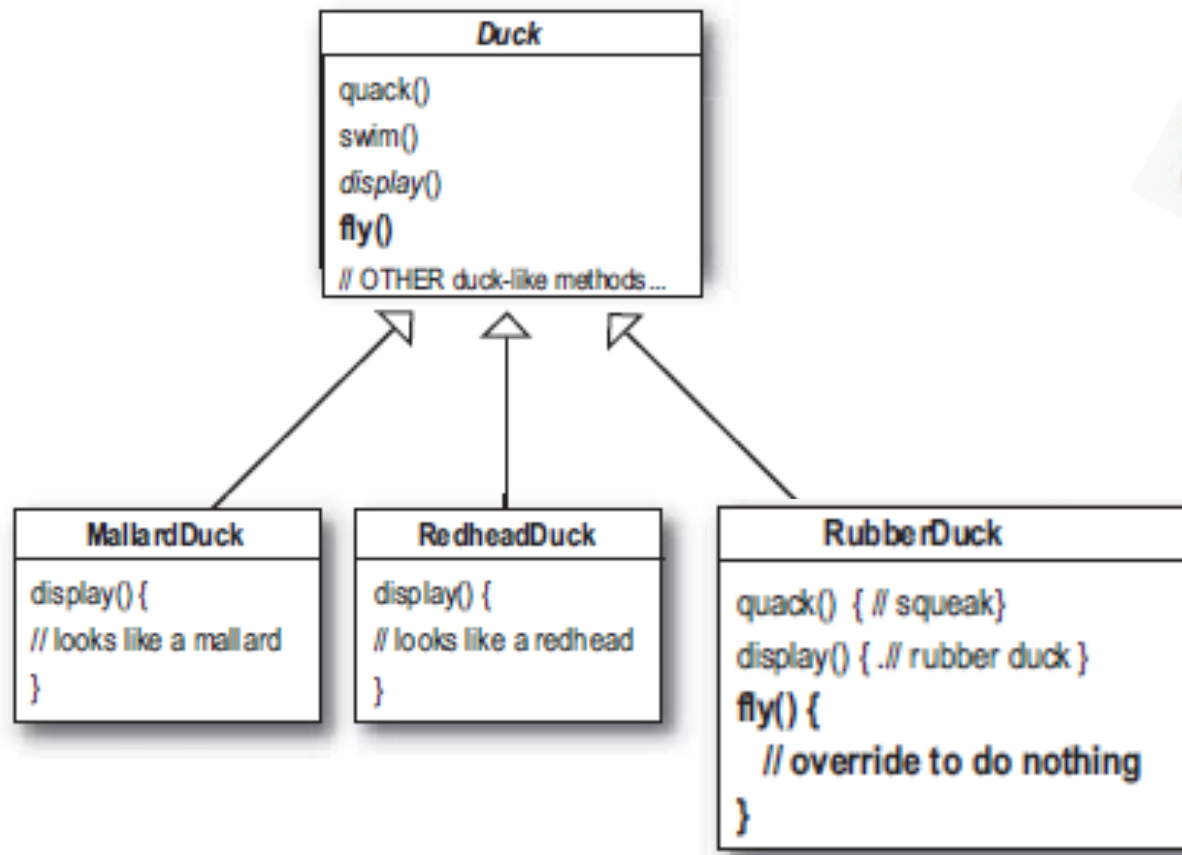 Duck
quack()
swim()
display()
fly()
// OTHER duck-like methods...
MallardDuck
display() {
// looks like a mallard
}
RedheadDuck
display() {
// looks like a redhead
}
RubberDuck
quack() { // squeak}
display() { .// rubber duck }
fly() {
// override to do nothing
}